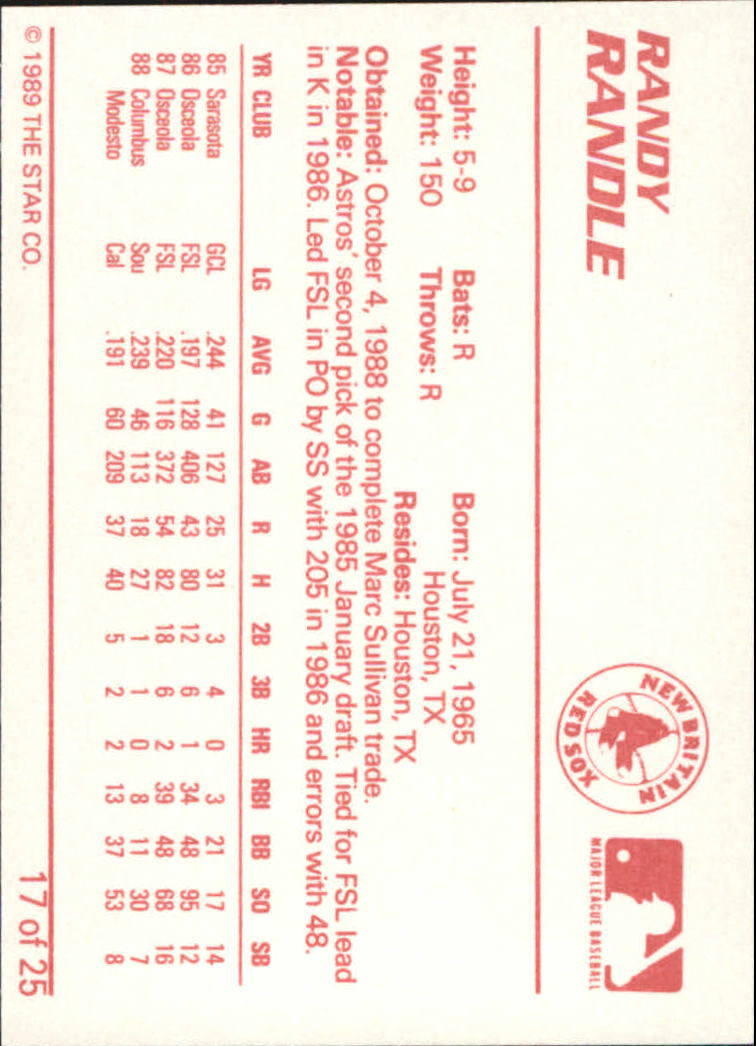 RANDY
RANDLE
NEW BRITAIN
RED SOX
MAJOR LEAGUE BASEBALL
Height: 5-9 Bats: R Born: July 21, 1965
Weight: 150 Throws: R Houston, TX
Resides: Houston, TX
Obtained: October 4, 1988 to complete Marc Sullivan trade.
Notable: Astros' second pick of the 1985 January draft. Tied for FSL lead
in K in 1986. Led FSL in PO by SS with 205 in 1986 and errors with 48.
YR CLUB LG AVG G AB R H 2B 3B HR RBI BB SO SB
85 Sarasota GCL .244 41 127 25 31 3 4 0 3 21 17 14
86 Osceola FSL .197 128 406 43 80 12 6 1 34 48 95 12
87 Osceola FSL .220 116 372 54 82 18 6 2 39 48 68 16
88 Columbus Sou .239 46 113 18 27 1 1 0 8 11 30 7
Modesto Cal .191 60 209 37 40 5 2 2 13 37 53 8
© 1989 THE STAR CO. 17 of 25